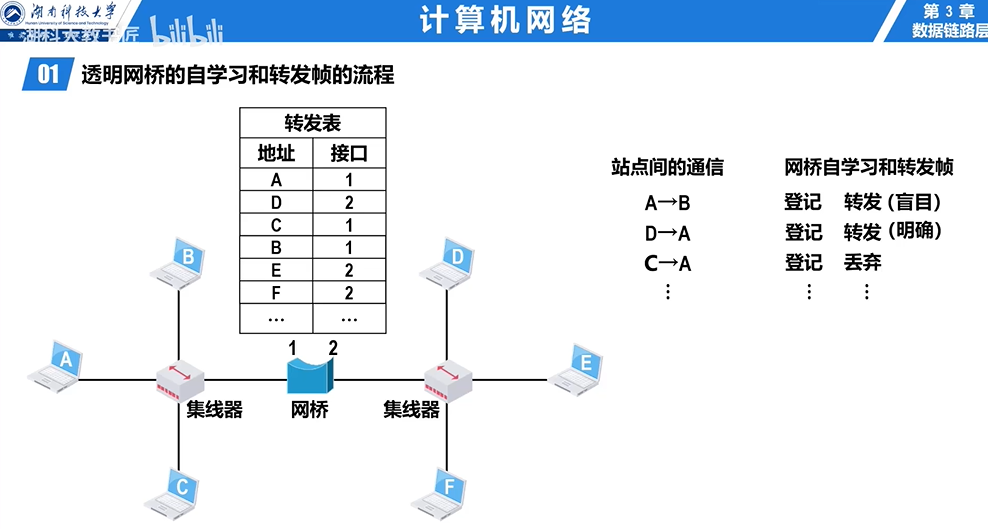 湖南科技大学
Hunan University of Science and Technology
湖科大教书匠
bilibili
计算机网络
第 3 章
数据链路层
01 透明网桥的自学习和转发帧的流程
转发表
地址 接口
A 1
D 2
C 1
B 1
E 2
F 2
… …
1 2
B
D
A
E
集线器
网桥
集线器
C
F
站点间的通信 网桥自学习和转发帧
A→B 登记 转发 (盲目)
D→A 登记 转发 (明确)
C→A 登记 丢弃
⋮ ⋮ ⋮